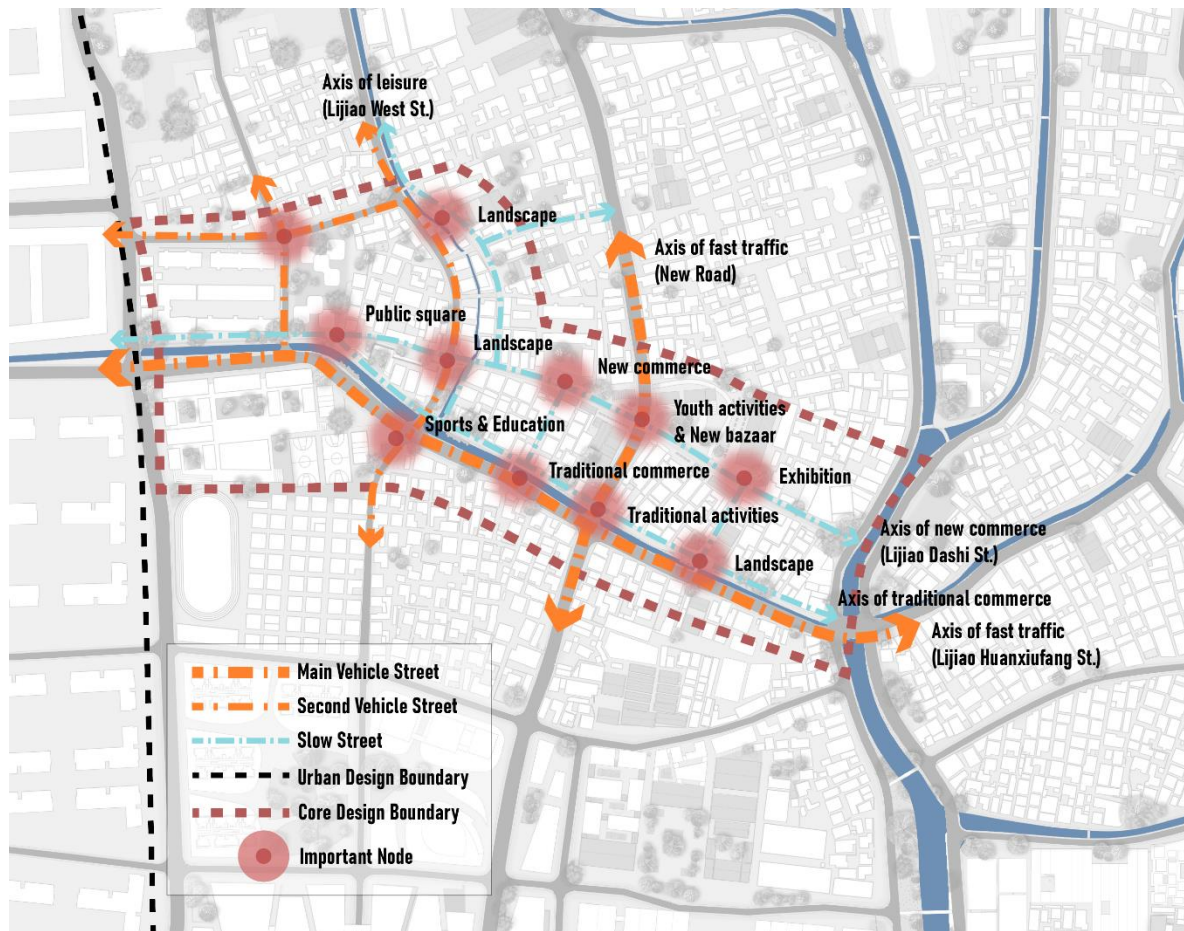 Axis of leisure
(Lijiao West St.)
Landscape
Axis of fast traffic
(New Road)
Public square
Landscape
New commerce
Youth activities
& New bazaar
Sports & Education
Traditional commerce
Exhibition
Traditional activities
Axis of new commerce
(Lijiao Dashi St.)
Landscape
Axis of traditional commerce
Axis of fast traffic
(Lijiao Huanxiufang St.)
Main Vehicle Street
Second Vehicle Street
Slow Street
Urban Design Boundary
Core Design Boundary
Important Node